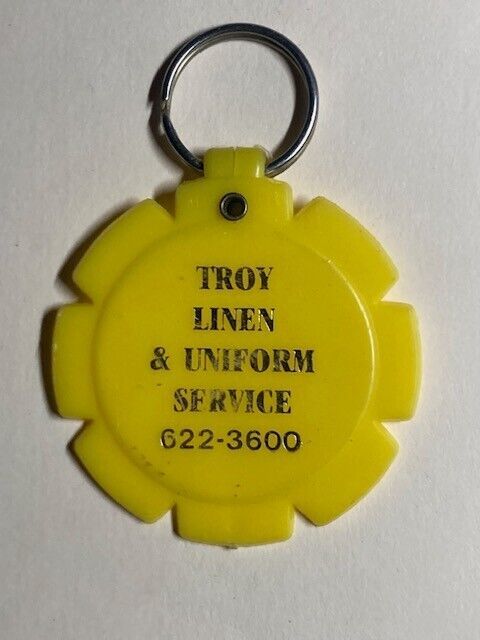 TROY
LINEN
& UNIFORM
SERVICE
622-3600